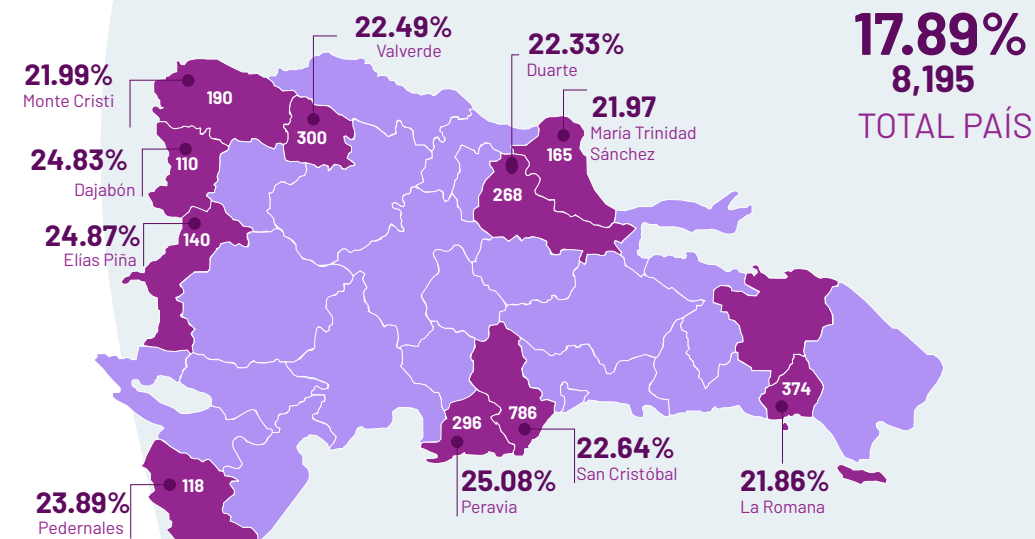 22.49%
Valverde
17.89%
8,195
TOTAL PAÍS
22.33%
Duarte
21.99%
Monte Cristi
190
21.97
María Trinidad
Sánchez
300
165
24.83%
Dajabón
110
268
24.87%
Elías Piña
140
374
296
786
22.64%
San Cristóbal
25.08%
Peravia
21.86%
La Romana
23.89%
Pedernales
118